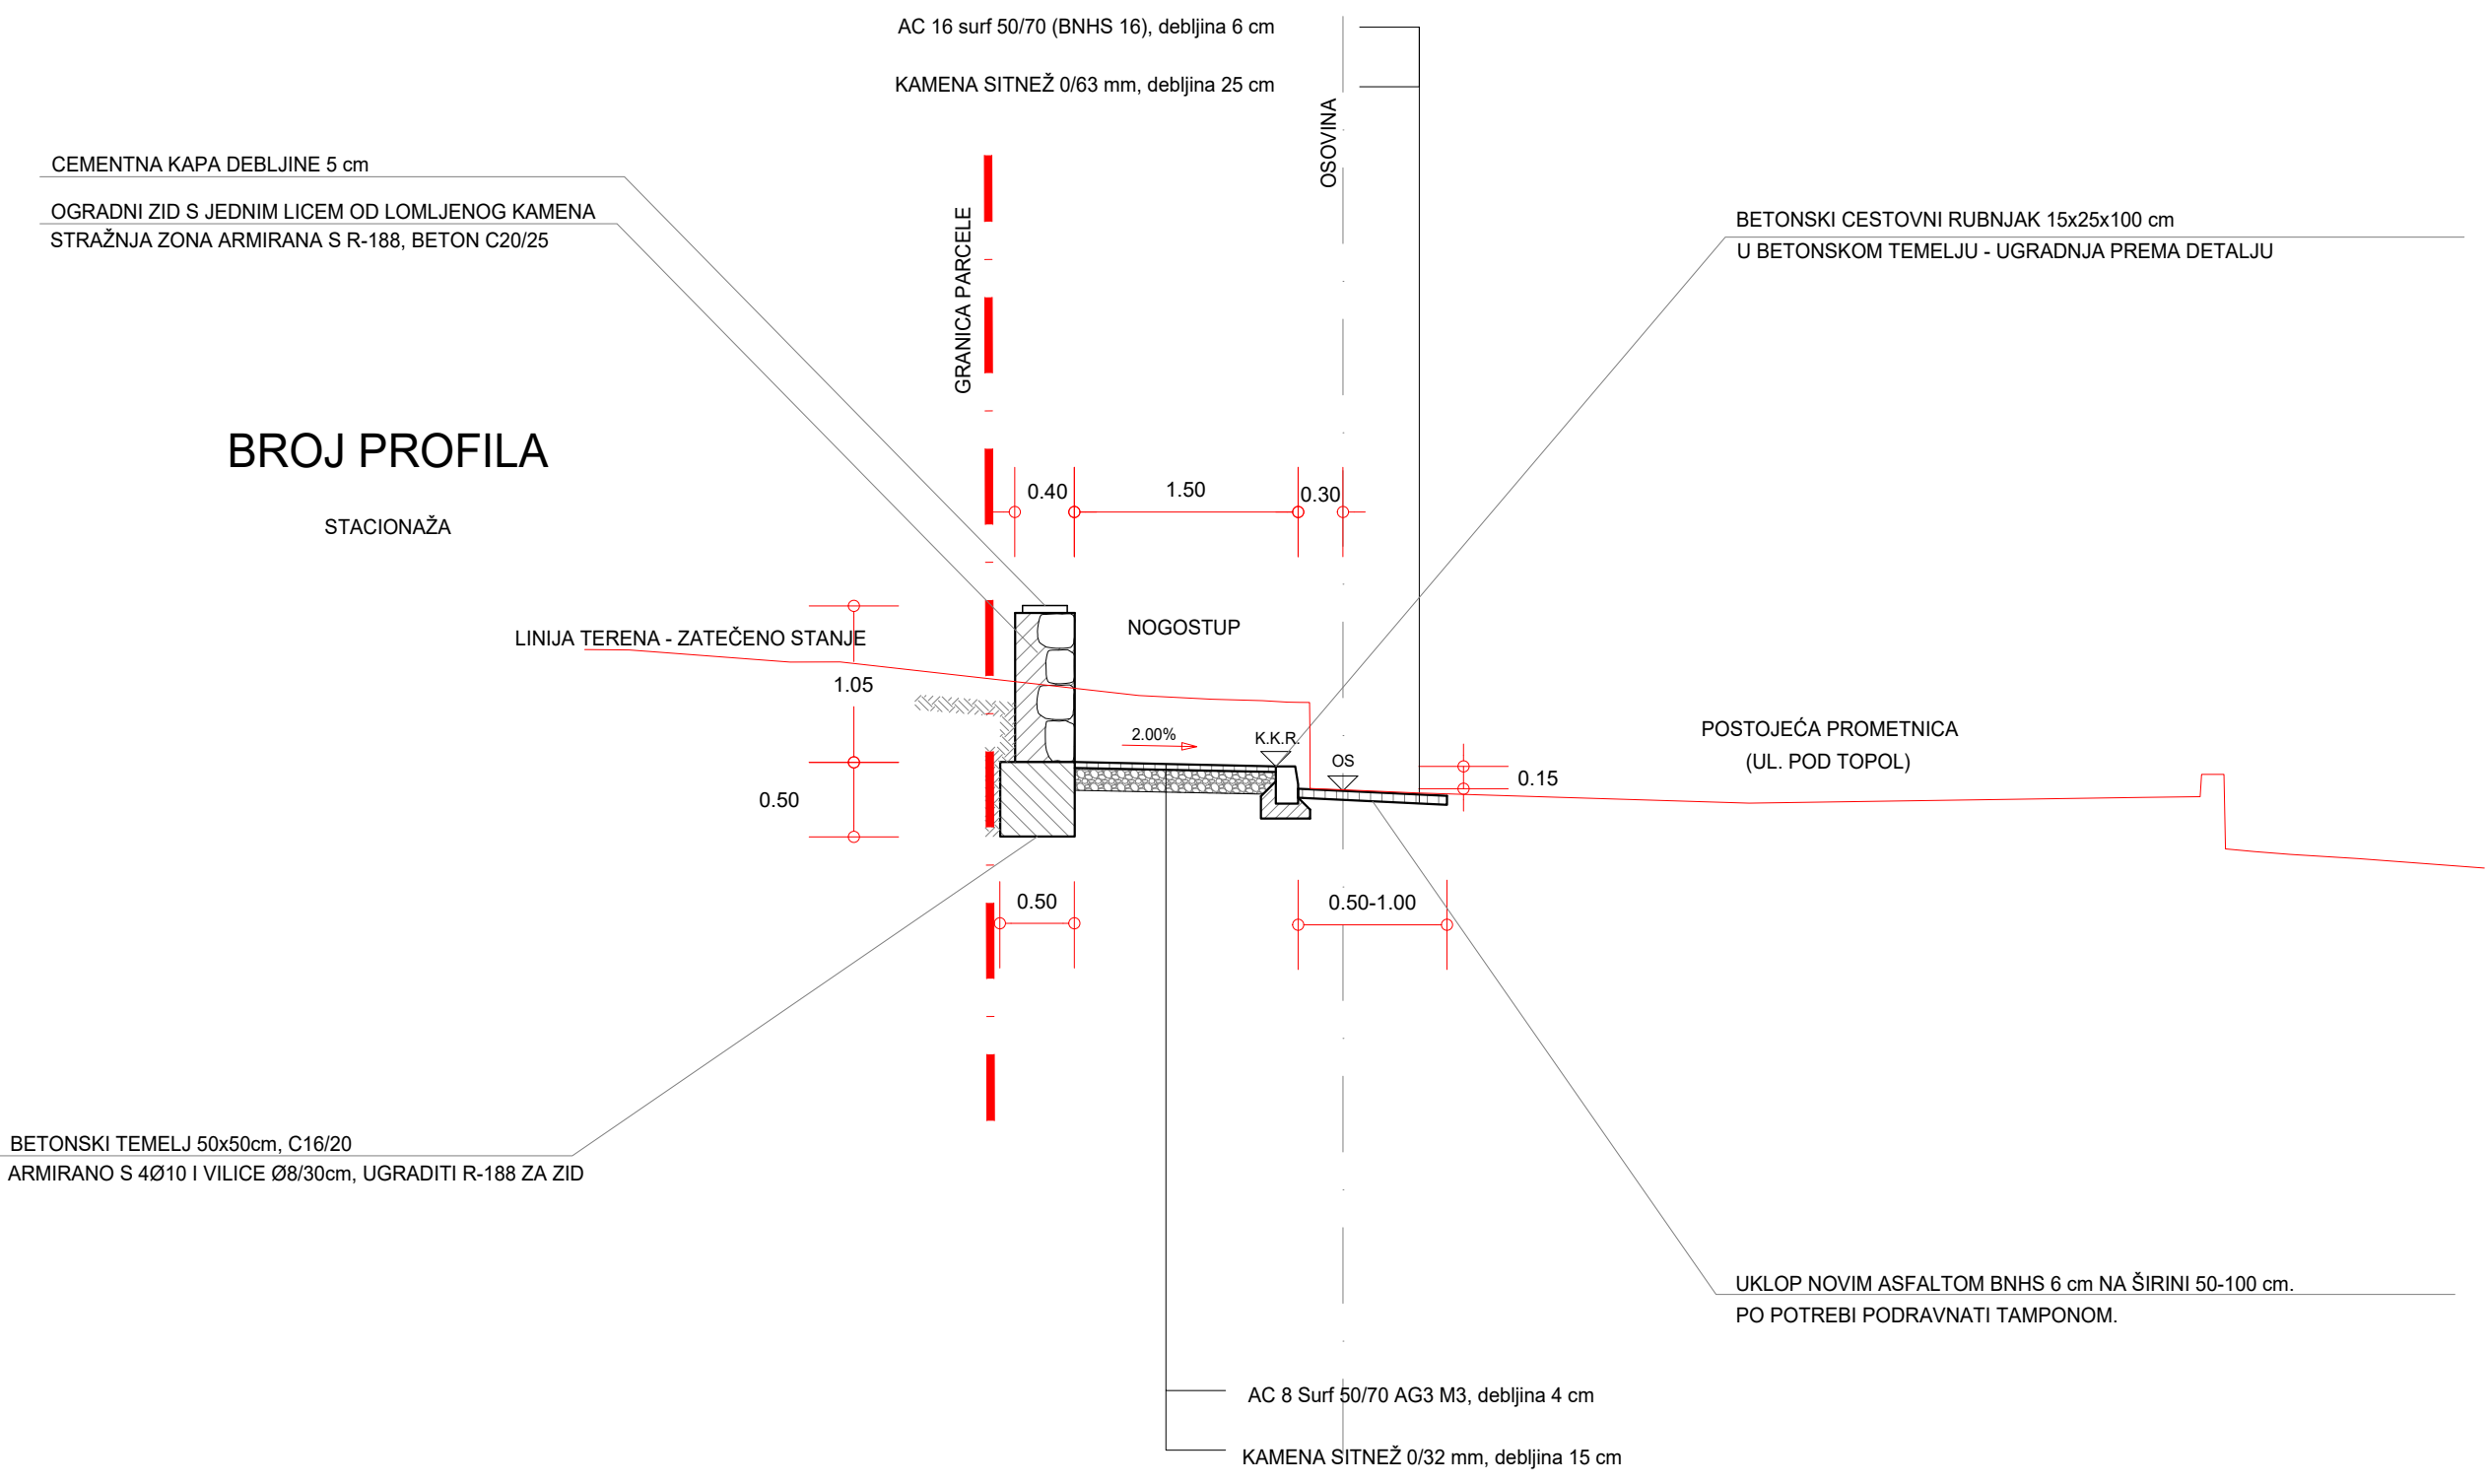 AC 16 surf 50/70 (BNHS 16), debljina 6 cm
KAMENA SITNEŽ 0/63 mm, debljina 25 cm
OSOVINA
CEMENTNA KAPA DEBLJINE 5 cm
OGRADNI ZID S JEDNIM LICEM OD LOMLJENOG KAMENA
STRAŽNJA ZONA ARMIRANA S R-188, BETON C20/25
GRANICA PARCELE
BETONSKI CESTOVNI RUBNJAK 15x25x100 cm
U BETONSKOM TEMELJU - UGRADNJA PREMA DETALJU
BROJ PROFILA
STACIONAŽA
0.40
1.50
0.30
LINIJA TERENA - ZATEČENO STANJE
NOGOSTUP
1.05
2.00%
K.K.R.
OS
POSTOJEĆA PROMETNICA
(UL. POD TOPOL)
0.15
0.50
0.50
0.50-1.00
BETONSKI TEMELJ 50x50cm, C16/20
ARMIRANO S 4Ø10 I VILICE Ø8/30cm, UGRADITI R-188 ZA ZID
UKLOP NOVIM ASFALTOM BNHS 6 cm NA ŠIRINI 50-100 cm.
PO POTREBI PODRAVNATI TAMPONOM.
AC 8 Surf 50/70 AG3 M3, debljina 4 cm
KAMENA SITNEŽ 0/32 mm, debljina 15 cm